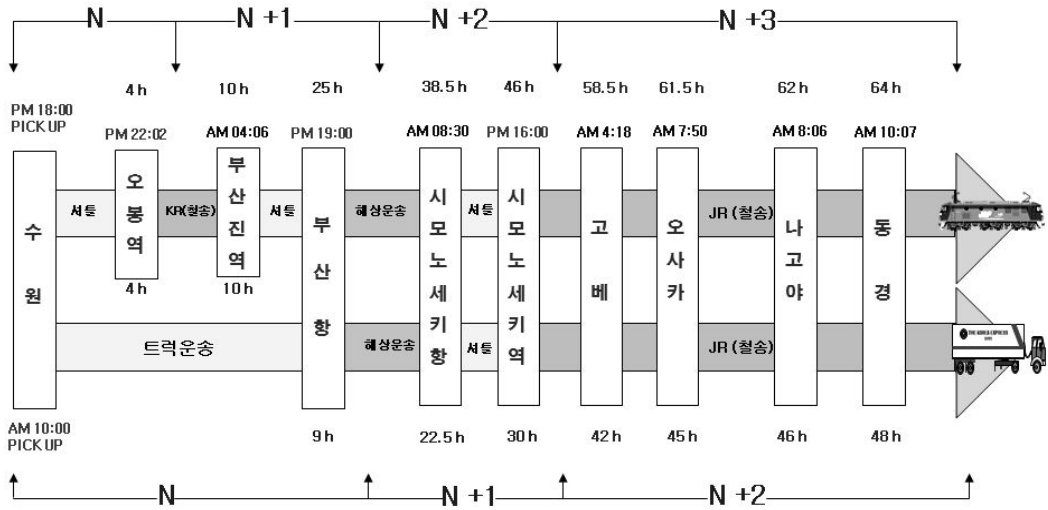 N
N +1
N +2
N +3
4 h
10 h
25 h
38.5 h
46 h
58.5 h
61.5 h
62 h
64 h
PM 18:00
PICK UP
PM 22:02
AM 04:06
PM 19:00
AM 08:30
PM 16:00
AM 4:18
AM 7:50
AM 8:06
AM 10:07
수원
셔틀
오봉역
KR(철송)
부산진역
셔틀
부산항
해상운송
시모노세키항
셔틀
시모노세키역
고베
오사카
JR (철송)
나고야
동경
4 h
10 h
트럭운송
해상운송
셔틀
JR (철송)
THE KOREA EXPRESS
AM 10:00
PICK UP
9 h
22.5 h
30 h
42 h
45 h
46 h
48 h
N
N +1
N +2